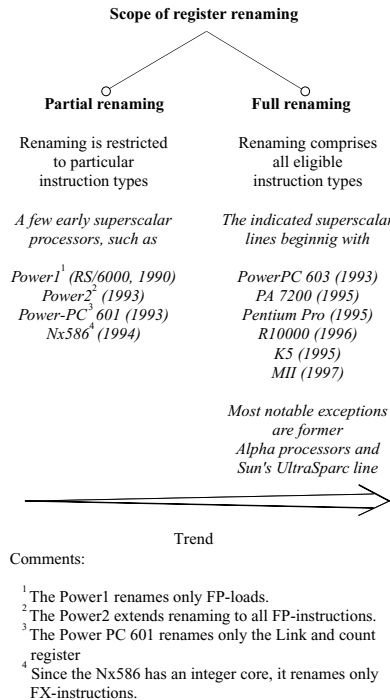 Scope of register renaming
Partial renaming
Renaming is restricted
to particular
instruction types
A few early superscalar
processors, such as
Power1¹ (RS/6000, 1990)
Power2² (1993)
Power-PC³ 601 (1993)
Nx586⁴ (1994)
Full renaming
Renaming comprises
all eligible
instruction types
The indicated superscalar
lines beginnig with
PowerPC 603 (1993)
PA 7200 (1995)
Pentium Pro (1995)
R10000 (1996)
K5 (1995)
MII (1997)
Most notable exceptions
are former
Alpha processors and
Sun's UltraSparc line
Trend
Comments:
¹ The Power1 renames only FP-loads.
² The Power2 extends renaming to all FP-instructions.
³ The Power PC 601 renames only the Link and count
register
⁴ Since the Nx586 has an integer core, it renames only
FX-instructions.